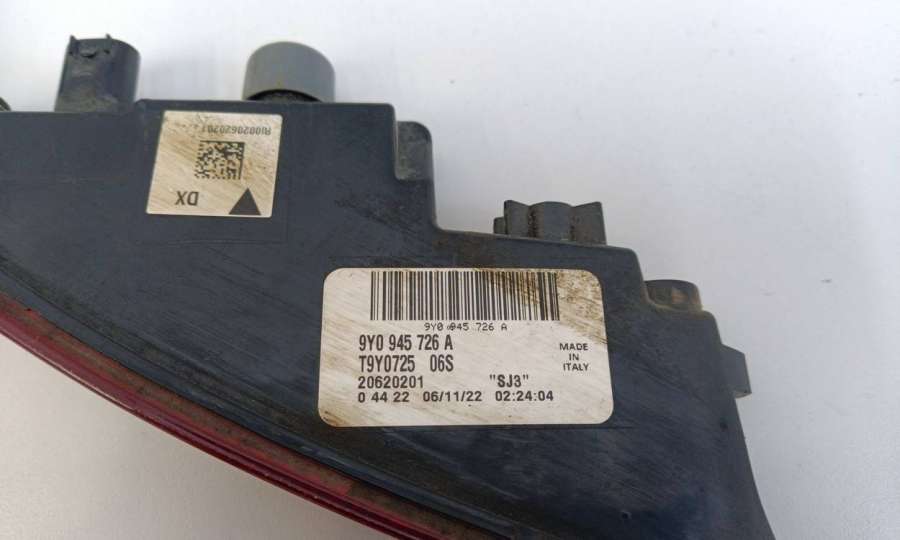 DX
9Y0 945 726 A
9Y0 945 726 A
T9Y0725 06S
20620201 "SJ3"
0 44 22 06/11/22 02:24:04
MADE
IN
ITALY